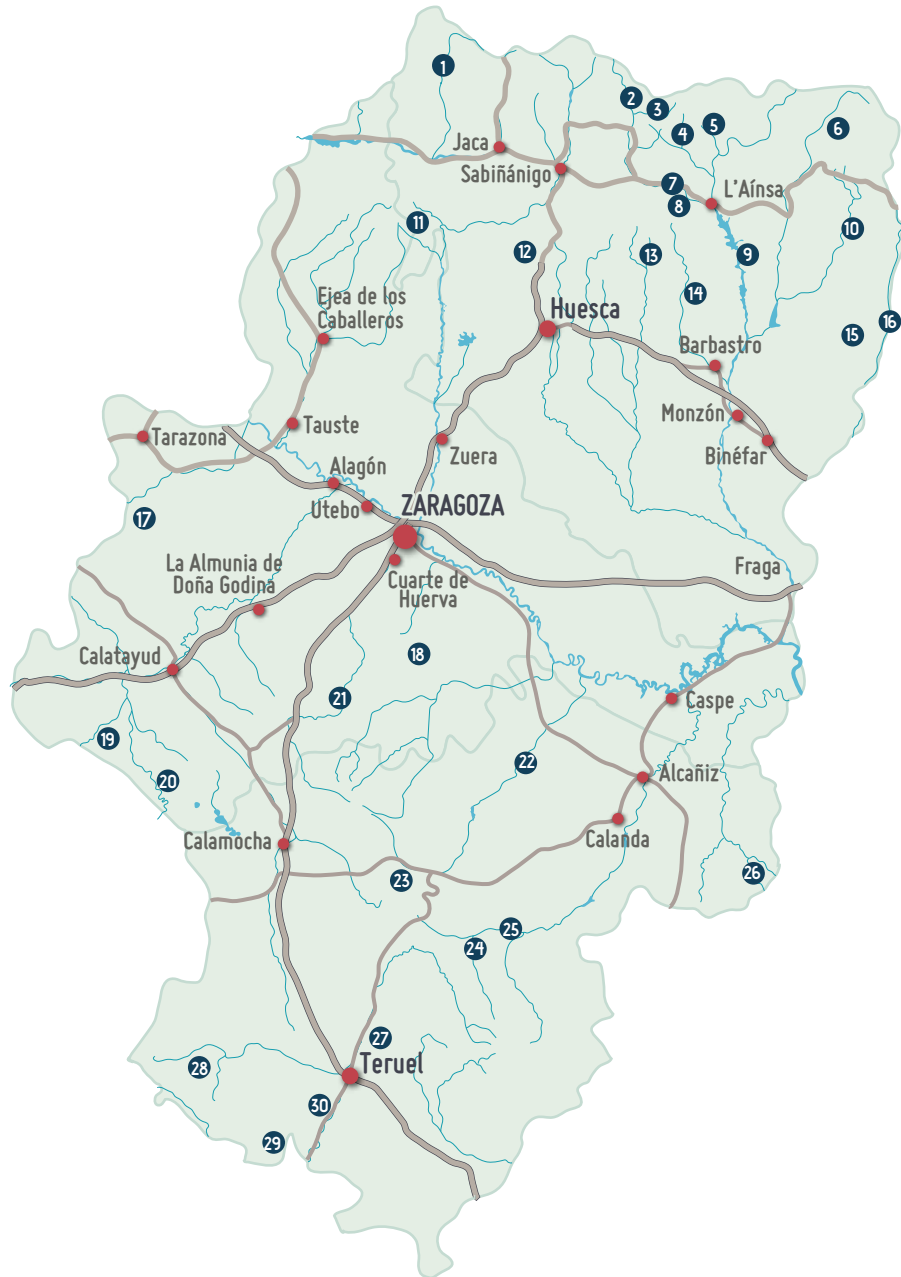 1
2
3
4
5
6
Jaca
Sabiñánigo
7
8
L'Aínsa
9
10
11
12
13
14
15
16
Ejea de los
Caballeros
Huesca
Barbastro
Monzón
Binéfar
Tarazona
Tauste
Zuera
Alagón
Utebo
ZARAGOZA
17
La Almunia de
Doña Godina
Cuarte de
Huerva
Fraga
Calatayud
18
Caspe
19
20
21
22
Alcañiz
Calanda
Calamocha
23
24
25
26
27
Teruel
28
29
30